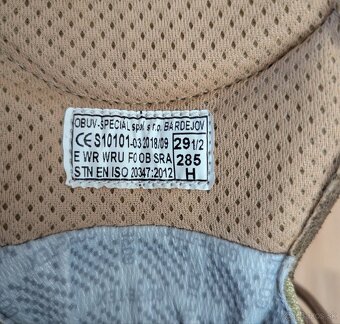 OBUV-SPECIAL spol. s r.o. BARDEJOV
CE S10101-03 2018/09 29 1/2
E WR WRU FO OB SRA 285
STN EN ISO 20347:2012 H